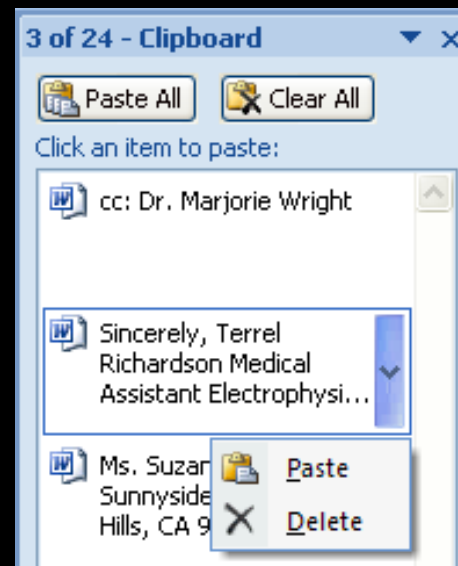 3 of 24 - Clipboard
Paste All Clear All
Click an item to paste:
cc: Dr. Marjorie Wright
Sincerely, Terrel
Richardson Medical
Assistant Electrophysi...
Ms. Suzan
Sunnyside
Hills, CA 9
Paste
Delete